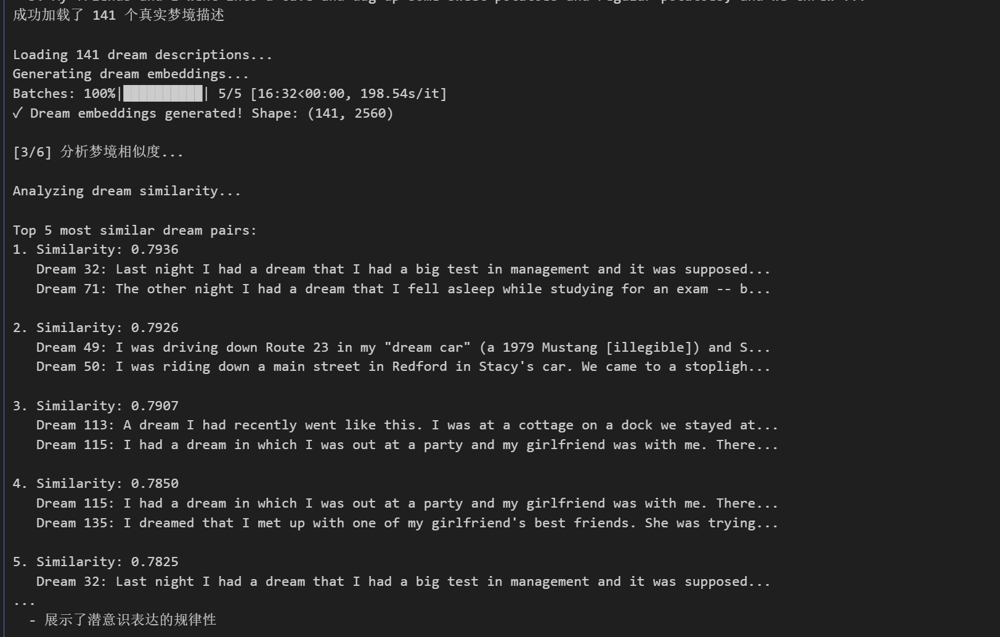 成功加载了 141 个真实梦境描述
Loading 141 dream descriptions...
Generating dream embeddings...
Batches: 100%|██████████| 5/5 [16:32<00:00, 198.54s/it]
✓ Dream embeddings generated! Shape: (141, 2560)
[3/6] 分析梦境相似度...
Analyzing dream similarity...
Top 5 most similar dream pairs:
1. Similarity: 0.7936
Dream 32: Last night I had a dream that I had a big test in management and it was supposed...
Dream 71: The other night I had a dream that I fell asleep while studying for an exam -- b...
2. Similarity: 0.7926
Dream 49: I was driving down Route 23 in my "dream car" (a 1979 Mustang [illegible]) and S...
Dream 50: I was riding down a main street in Redford in Stacy's car. We came to a stopligh...
3. Similarity: 0.7907
Dream 113: A dream I had recently went like this. I was at a cottage on a dock we stayed at...
Dream 115: I had a dream in which I was out at a party and my girlfriend was with me. There...
4. Similarity: 0.7850
Dream 115: I had a dream in which I was out at a party and my girlfriend was with me. There...
Dream 135: I dreamed that I met up with one of my girlfriend's best friends. She was trying...
5. Similarity: 0.7825
Dream 32: Last night I had a dream that I had a big test in management and it was supposed...
...
- 展示了潜意识表达的规律性